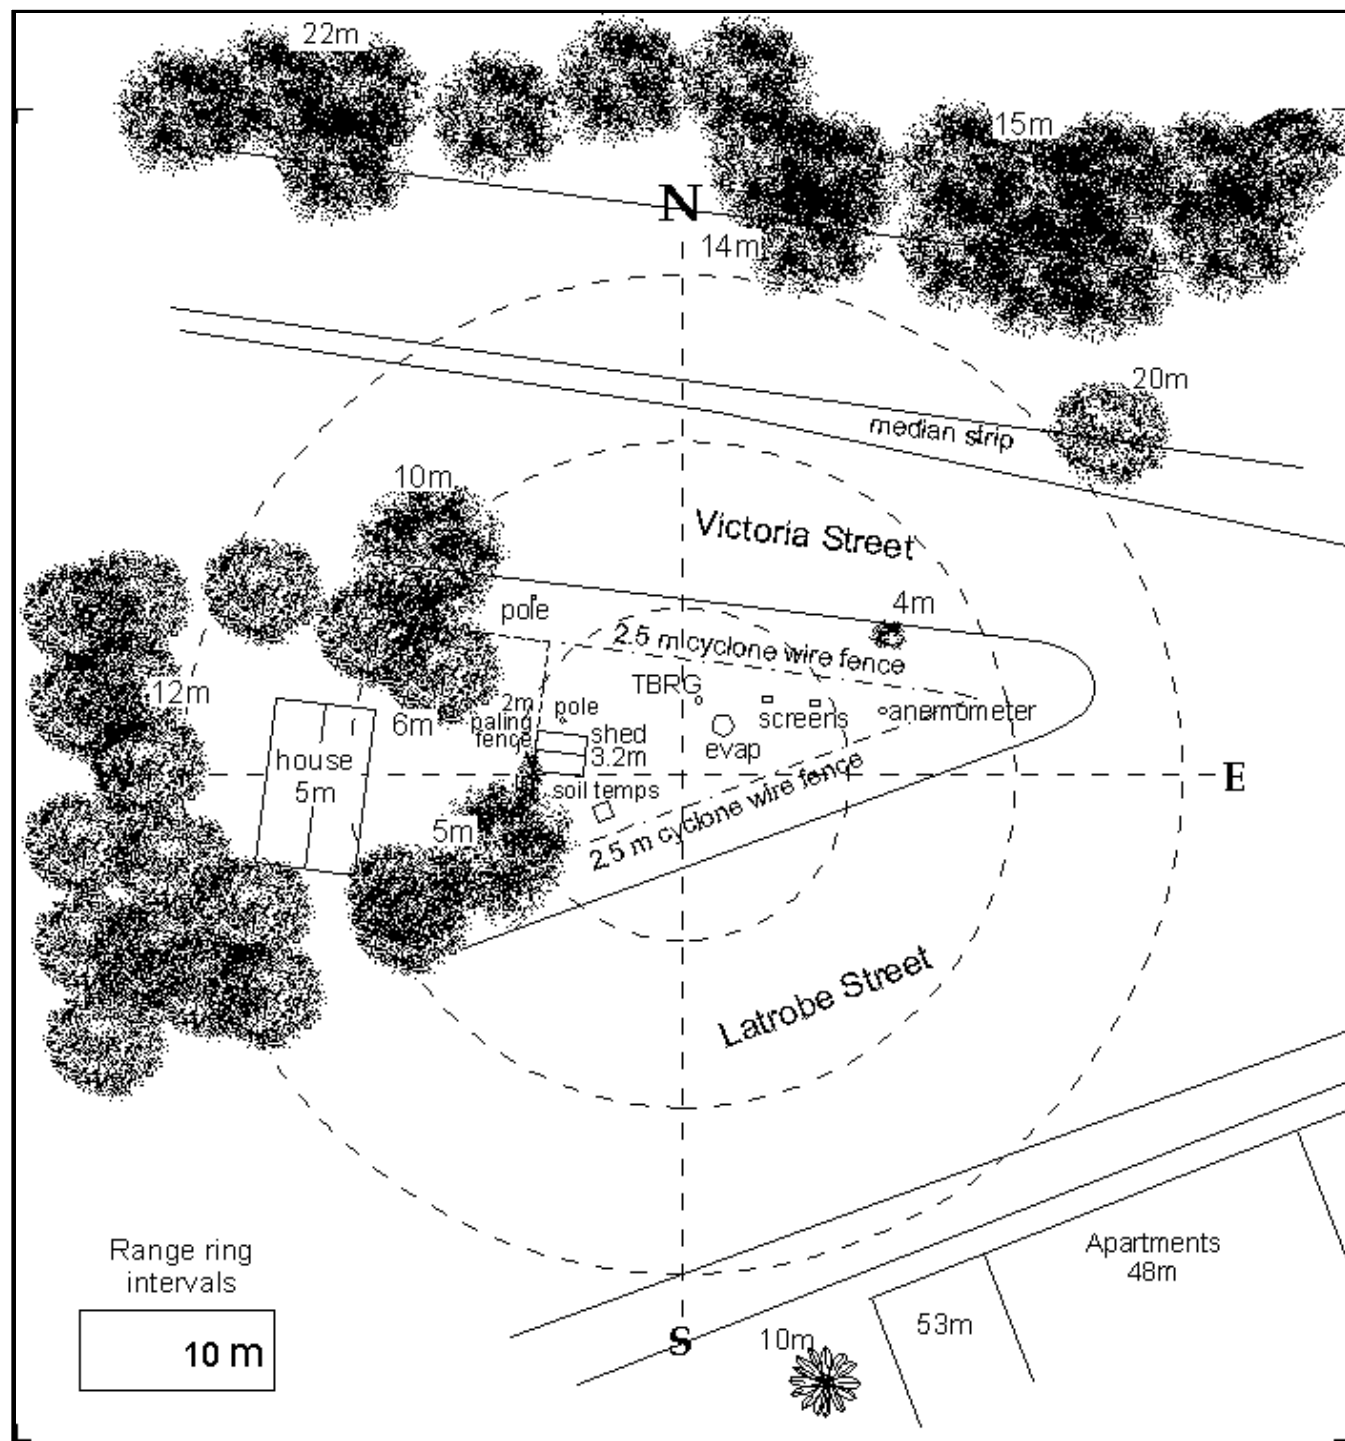 22m
15m
N
14m
20m
median strip
10m
Victoria Street
4m
pole
2.5 m cyclone wire fence
TBRG
12m
2m
pole
6m
paling
fence
shed
3.2m
screens
anemometer
evap
house
5m
W
E
soil temps
5m
2.5 m cyclone wire fence
Latrobe Street
Range ring
intervals
10 m
Apartments
48m
53m
S
10m